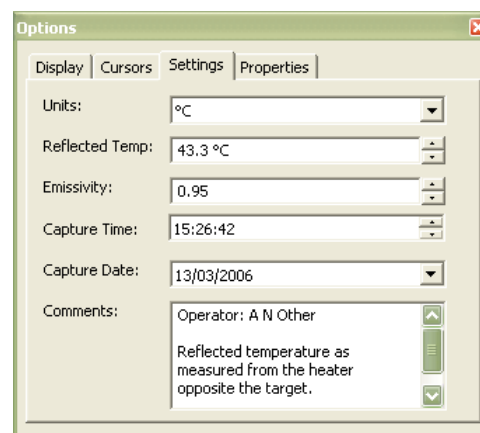 Options
Display Cursors Settings Properties
Units: °C
Reflected Temp: 43.3 °C
Emissivity: 0.95
Capture Time: 15:26:42
Capture Date: 13/03/2006
Comments: Operator: A N Other
Reflected temperature as
measured from the heater
opposite the target.